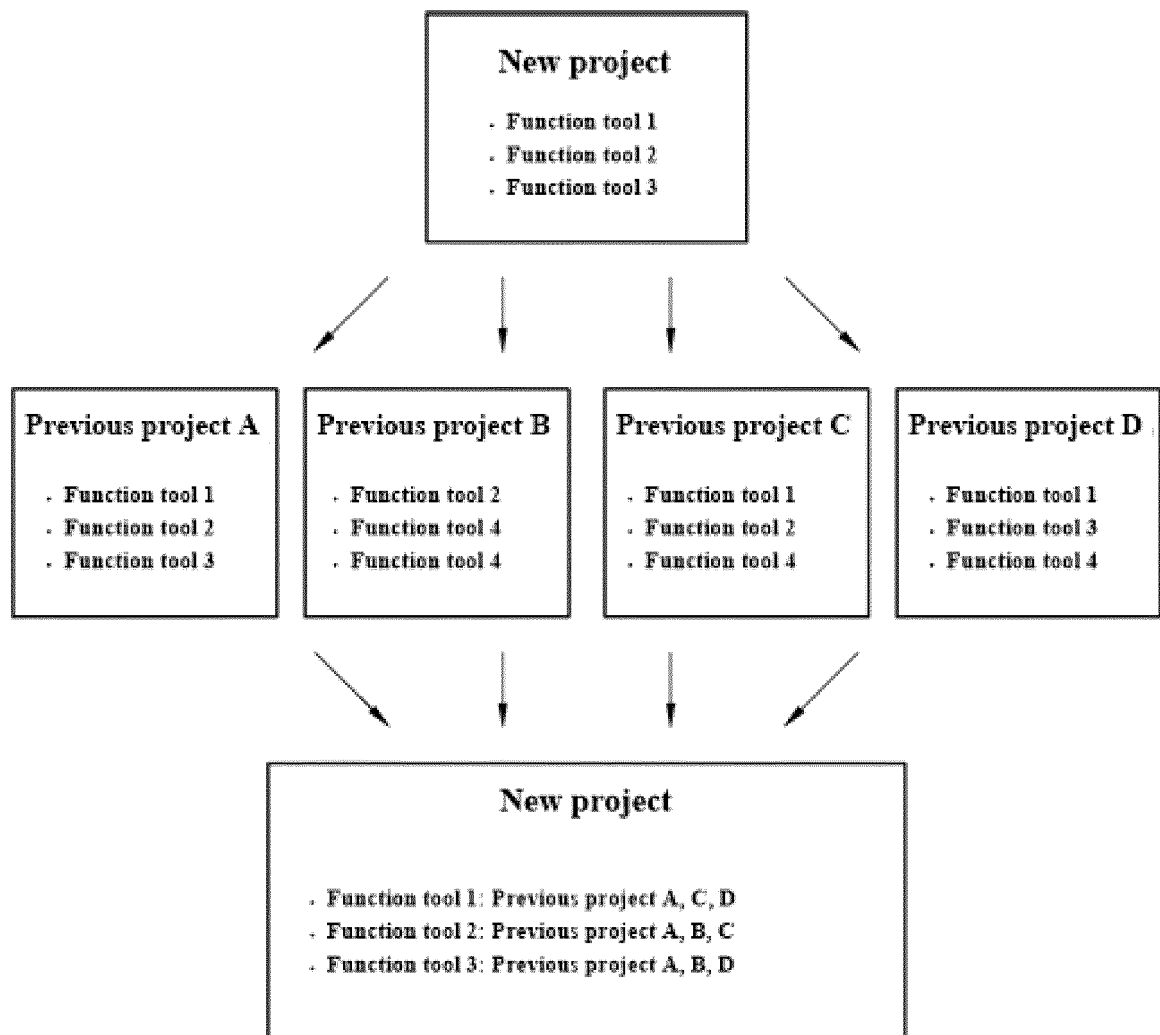 New project
. Function tool 1
. Function tool 2
. Function tool 3
Previous project A
. Function tool 1
. Function tool 2
. Function tool 3
Previous project B
. Function tool 2
. Function tool 4
. Function tool 4
Previous project C
. Function tool 1
. Function tool 2
. Function tool 4
Previous project D
. Function tool 1
. Function tool 3
. Function tool 4
New project
. Function tool 1: Previous project A, C, D
. Function tool 2: Previous project A, B, C
. Function tool 3: Previous project A, B, D